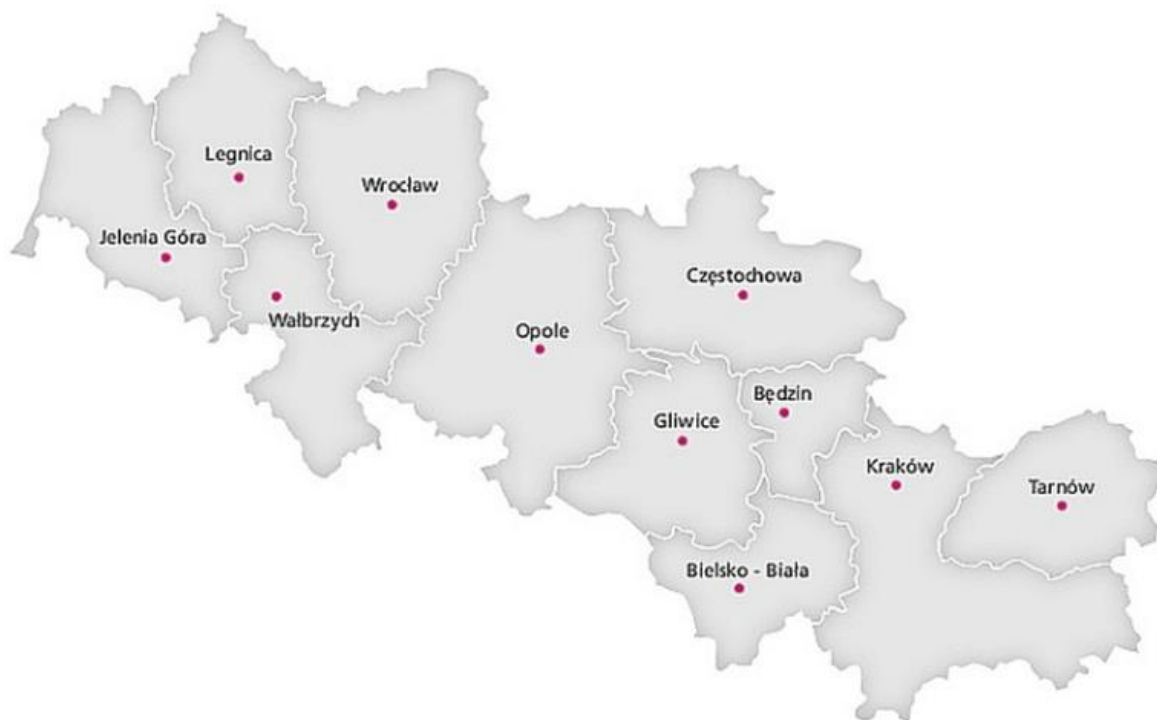 Legnica
Wrocław
Jelenia Góra
Częstochowa
Wałbrzych
Opole
Będzin
Gliwice
Kraków
Tarnów
Bielsko - Biała